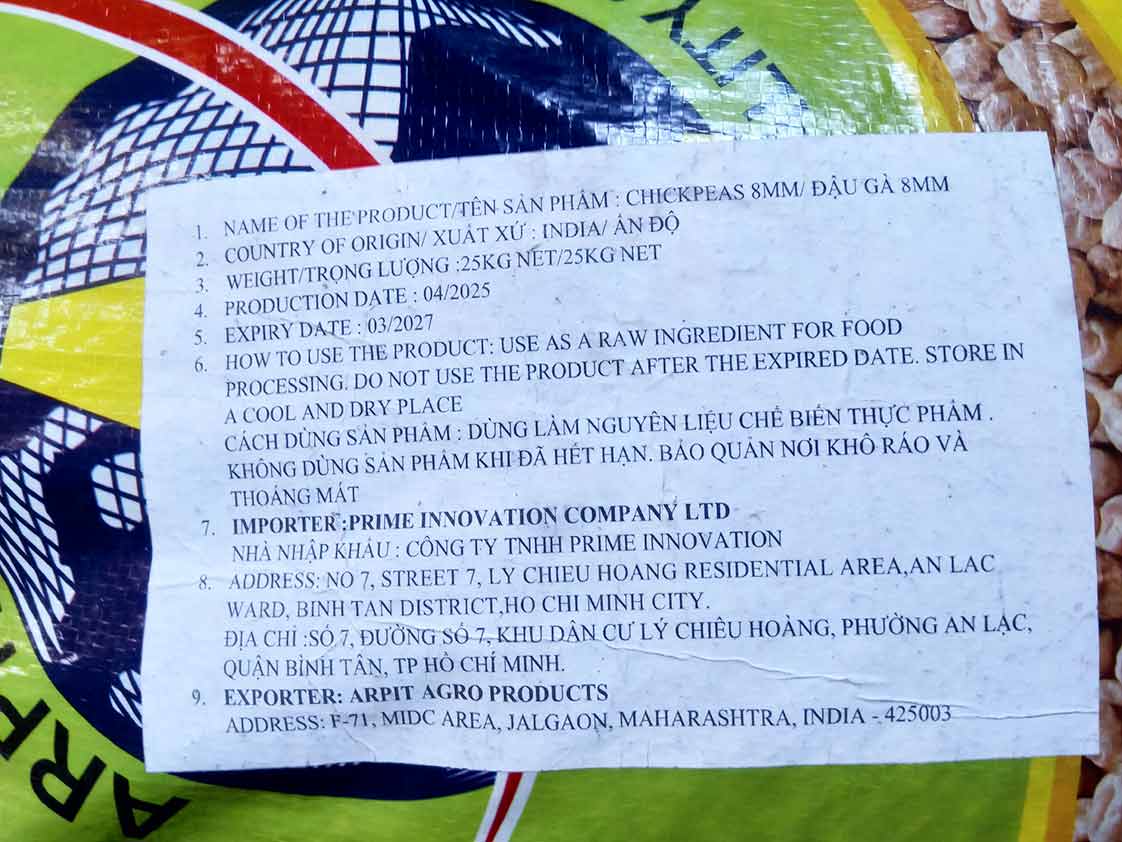 ITYX
1. NAME OF THE PRODUCT/TÊN SẢN PHẨM : CHICKPEAS 8MM/ ĐẬU GÀ 8MM
2. COUNTRY OF ORIGIN/ XUẤT XỨ : INDIA/ ẤN ĐỘ
3. WEIGHT/TRỌNG LƯỢNG :25KG NET/25KG NET
4. PRODUCTION DATE : 04/2025
5. EXPIRY DATE : 03/2027
6. HOW TO USE THE PRODUCT: USE AS A RAW INGREDIENT FOR FOOD
PROCESSING. DO NOT USE THE PRODUCT AFTER THE EXPIRED DATE. STORE IN
A COOL AND DRY PLACE
CÁCH DÙNG SẢN PHẨM : DÙNG LÀM NGUYÊN LIỆU CHẾ BIẾN THỰC PHẨM .
KHÔNG DÙNG SẢN PHẨM KHI ĐÃ HẾT HẠN. BẢO QUẢN NƠI KHÔ RÁO VÀ
THOÁNG MÁT
7. IMPORTER :PRIME INNOVATION COMPANY LTD
NHÀ NHẬP KHẨU : CÔNG TY TNHH PRIME INNOVATION
8. ADDRESS: NO 7, STREET 7, LY CHIEU HOANG RESIDENTIAL AREA,AN LAC
WARD, BINH TAN DISTRICT,HO CHI MINH CITY.
ĐỊA CHỈ :SỐ 7, ĐƯỜNG SỐ 7, KHU DÂN CƯ LÝ CHIÊU HOÀNG, PHƯỜNG AN LẠC,
QUẬN BÌNH TÂN, TP HỒ CHÍ MINH.
9. EXPORTER: ARPIT AGRO PRODUCTS
ADDRESS: F-71, MIDC AREA, JALGAON, MAHARASHTRA, INDIA - 425003